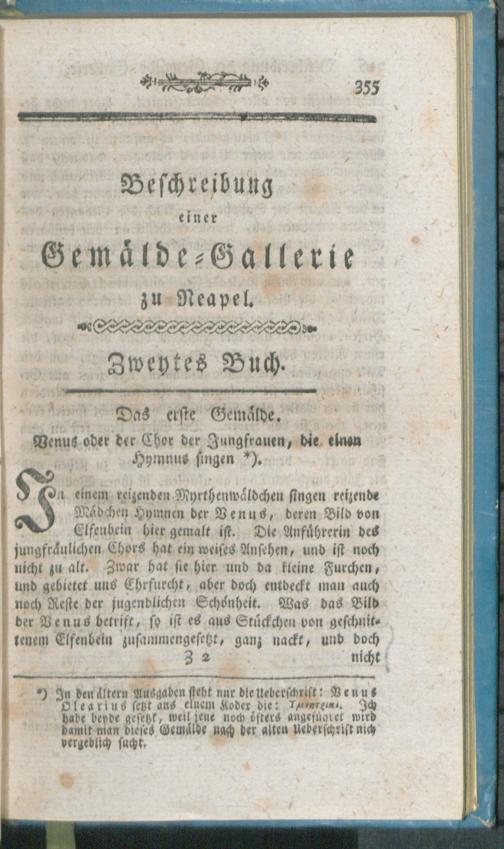 355
Beschreibung
einer
Gemälde-Gallerie
zu Neapel.
Zweytes Buch.
Das erste Gemälde.
Venus oder der Chor der Jungfrauen, die einen
Hymnus singen *).
In einem reizenden Myrthenwäldchen singen reizende
Mädchen Hymnen der Venus, deren Bild von
Elfenbein hier gemalt ist. Die Anführerin des
jungfräulichen Chors hat ein weises Ansehen, und ist noch
nicht zu alt. Zwar hat sie hier und da kleine Furchen,
und gebietet uns Ehrfurcht, aber doch entdeckt man auch
noch Reste der jugendlichen Schönheit. Was das Bild
der Venus betrift, so ist es aus Stückchen von geschnit-
tenem Elfenbein zusammengesetzt, ganz nackt, und doch
Z 2 nicht
*) In den ältern Ausgaben steht nur die Ueberschrift: Venus
Olearius setzt aus einem Koder die: Ich
habe beyde gesetzt, weil jene noch öfters angeführet wird
damit man dieses Gemälde nach der alten Ueberschrift nich
vergeblich sucht.